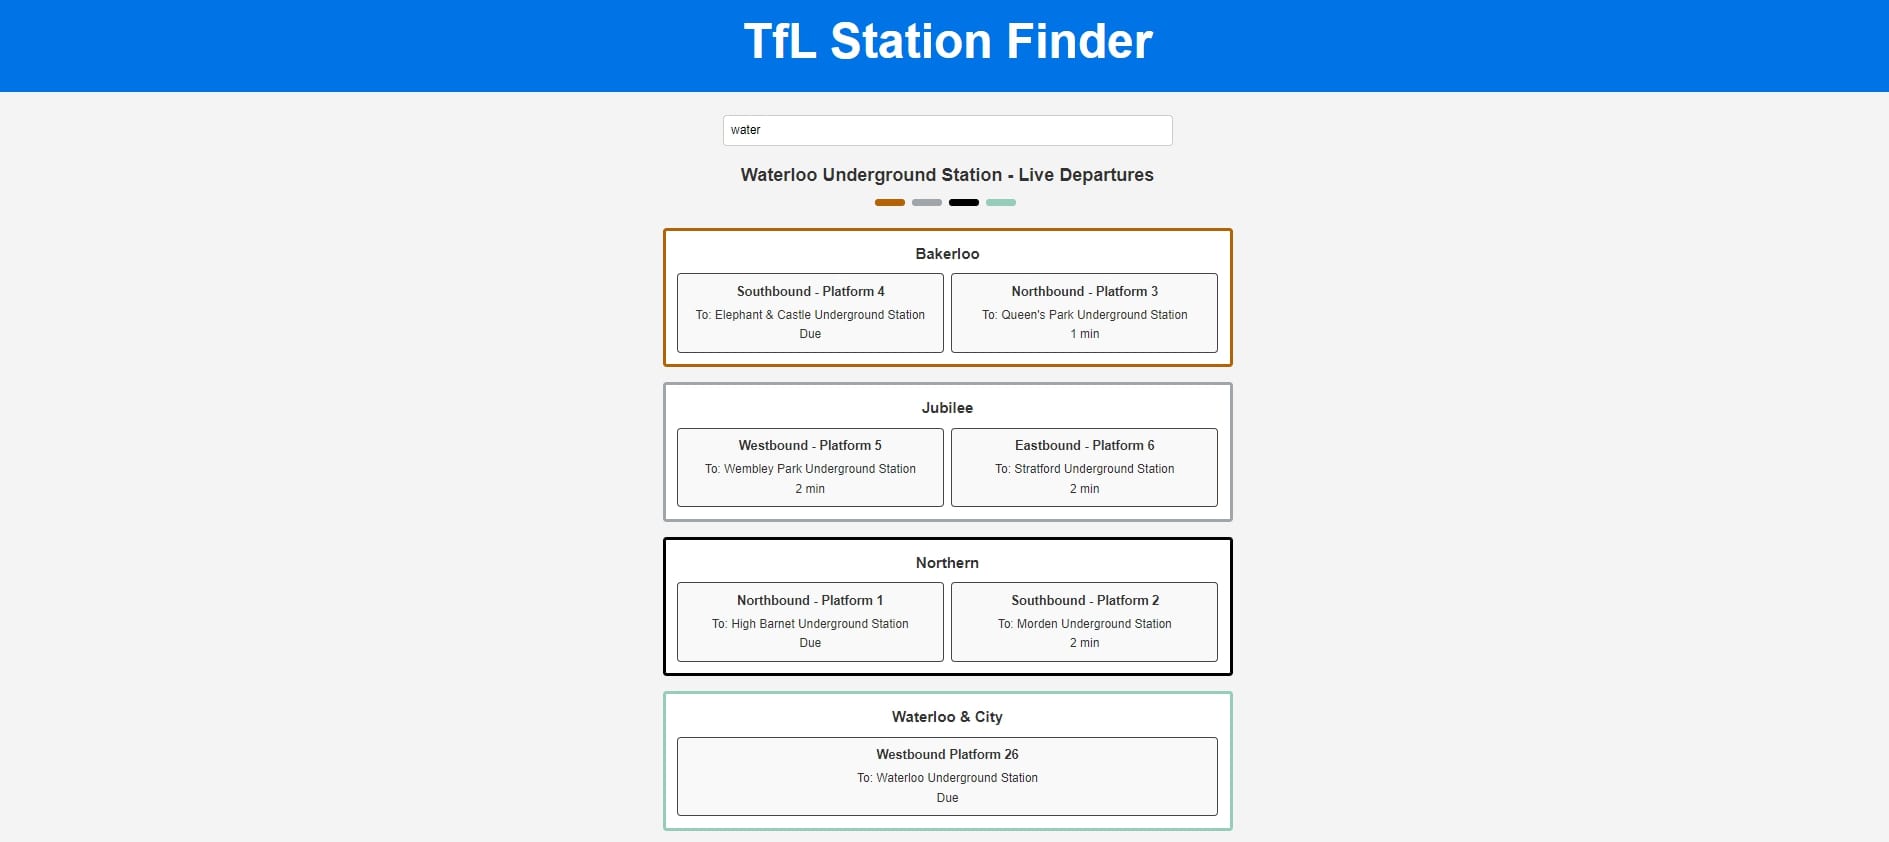 TfL Station Finder
water
Waterloo Underground Station - Live Departures
Bakerloo
Southbound - Platform 4
To: Elephant & Castle Underground Station
Due
Northbound - Platform 3
To: Queen's Park Underground Station
1 min
Jubilee
Westbound - Platform 5
To: Wembley Park Underground Station
2 min
Eastbound - Platform 6
To: Stratford Underground Station
2 min
Northern
Northbound - Platform 1
To: High Barnet Underground Station
Due
Southbound - Platform 2
To: Morden Underground Station
2 min
Waterloo & City
Westbound Platform 26
To: Waterloo Underground Station
Due